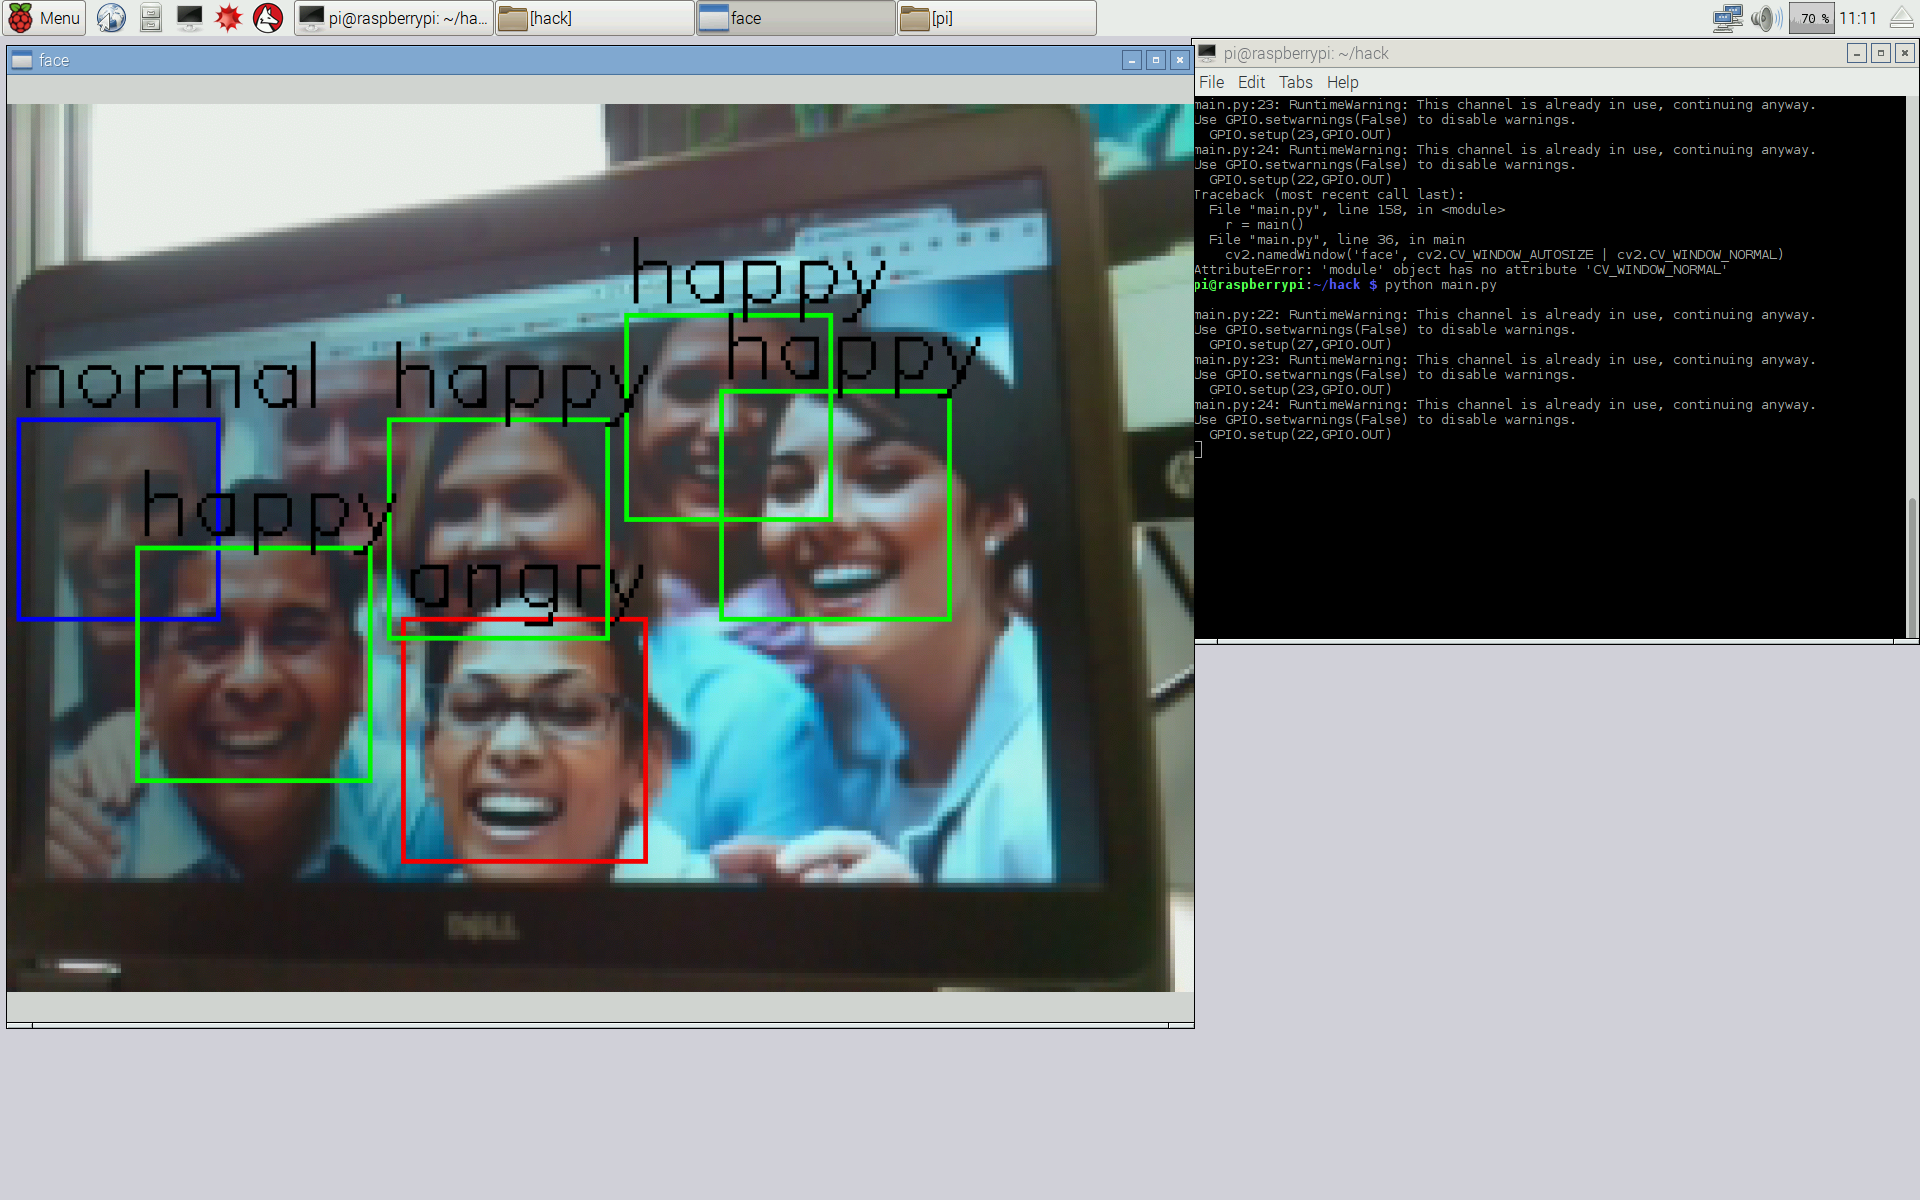 Menu
pi@raspberrypi: ~/ha...
[hack]
face
[pi]
70 %
11:11
face
happy
happy
normal
happy
happy
angry
DELL
pi@raspberrypi: ~/hack
File Edit Tabs Help
main.py:23: RuntimeWarning: This channel is already in use, continuing anyway.
Use GPIO.setwarnings(False) to disable warnings.
GPIO.setup(23,GPIO.OUT)
main.py:24: RuntimeWarning: This channel is already in use, continuing anyway.
Use GPIO.setwarnings(False) to disable warnings.
GPIO.setup(22,GPIO.OUT)
Traceback (most recent call last):
File "main.py", line 158, in <module>
r = main()
File "main.py", line 36, in main
cv2.namedWindow('face', cv2.CV_WINDOW_AUTOSIZE | cv2.CV_WINDOW_NORMAL)
AttributeError: 'module' object has no attribute 'CV_WINDOW_NORMAL'
pi@raspberrypi:~/hack $ python main.py
main.py:22: RuntimeWarning: This channel is already in use, continuing anyway.
Use GPIO.setwarnings(False) to disable warnings.
GPIO.setup(27,GPIO.OUT)
main.py:23: RuntimeWarning: This channel is already in use, continuing anyway.
Use GPIO.setwarnings(False) to disable warnings.
GPIO.setup(23,GPIO.OUT)
main.py:24: RuntimeWarning: This channel is already in use, continuing anyway.
Use GPIO.setwarnings(False) to disable warnings.
GPIO.setup(22,GPIO.OUT)